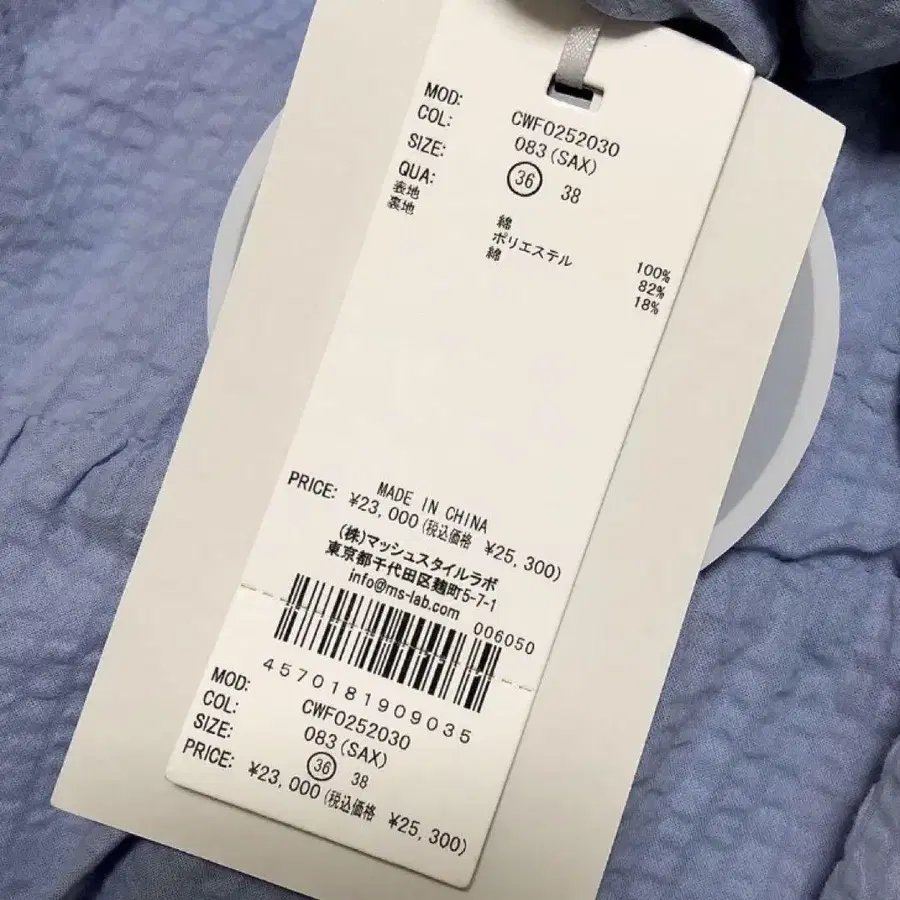 MOD: CWF0252030
COL: 083(SAX)
SIZE: 36 38
QUA:
表地 綿 100%
裏地 ポリエステル 82%
綿 18%
MADE IN CHINA
PRICE: ¥23,000(税込価格 ¥25,300)
(株)マッシュスタイルラボ
東京都千代田区麹町5-7-1
info@ms-lab.com
006050
4570181909035
MOD: CWF0252030
COL: 083(SAX)
SIZE: 36 38
PRICE: ¥23,000(税込価格 ¥25,300)